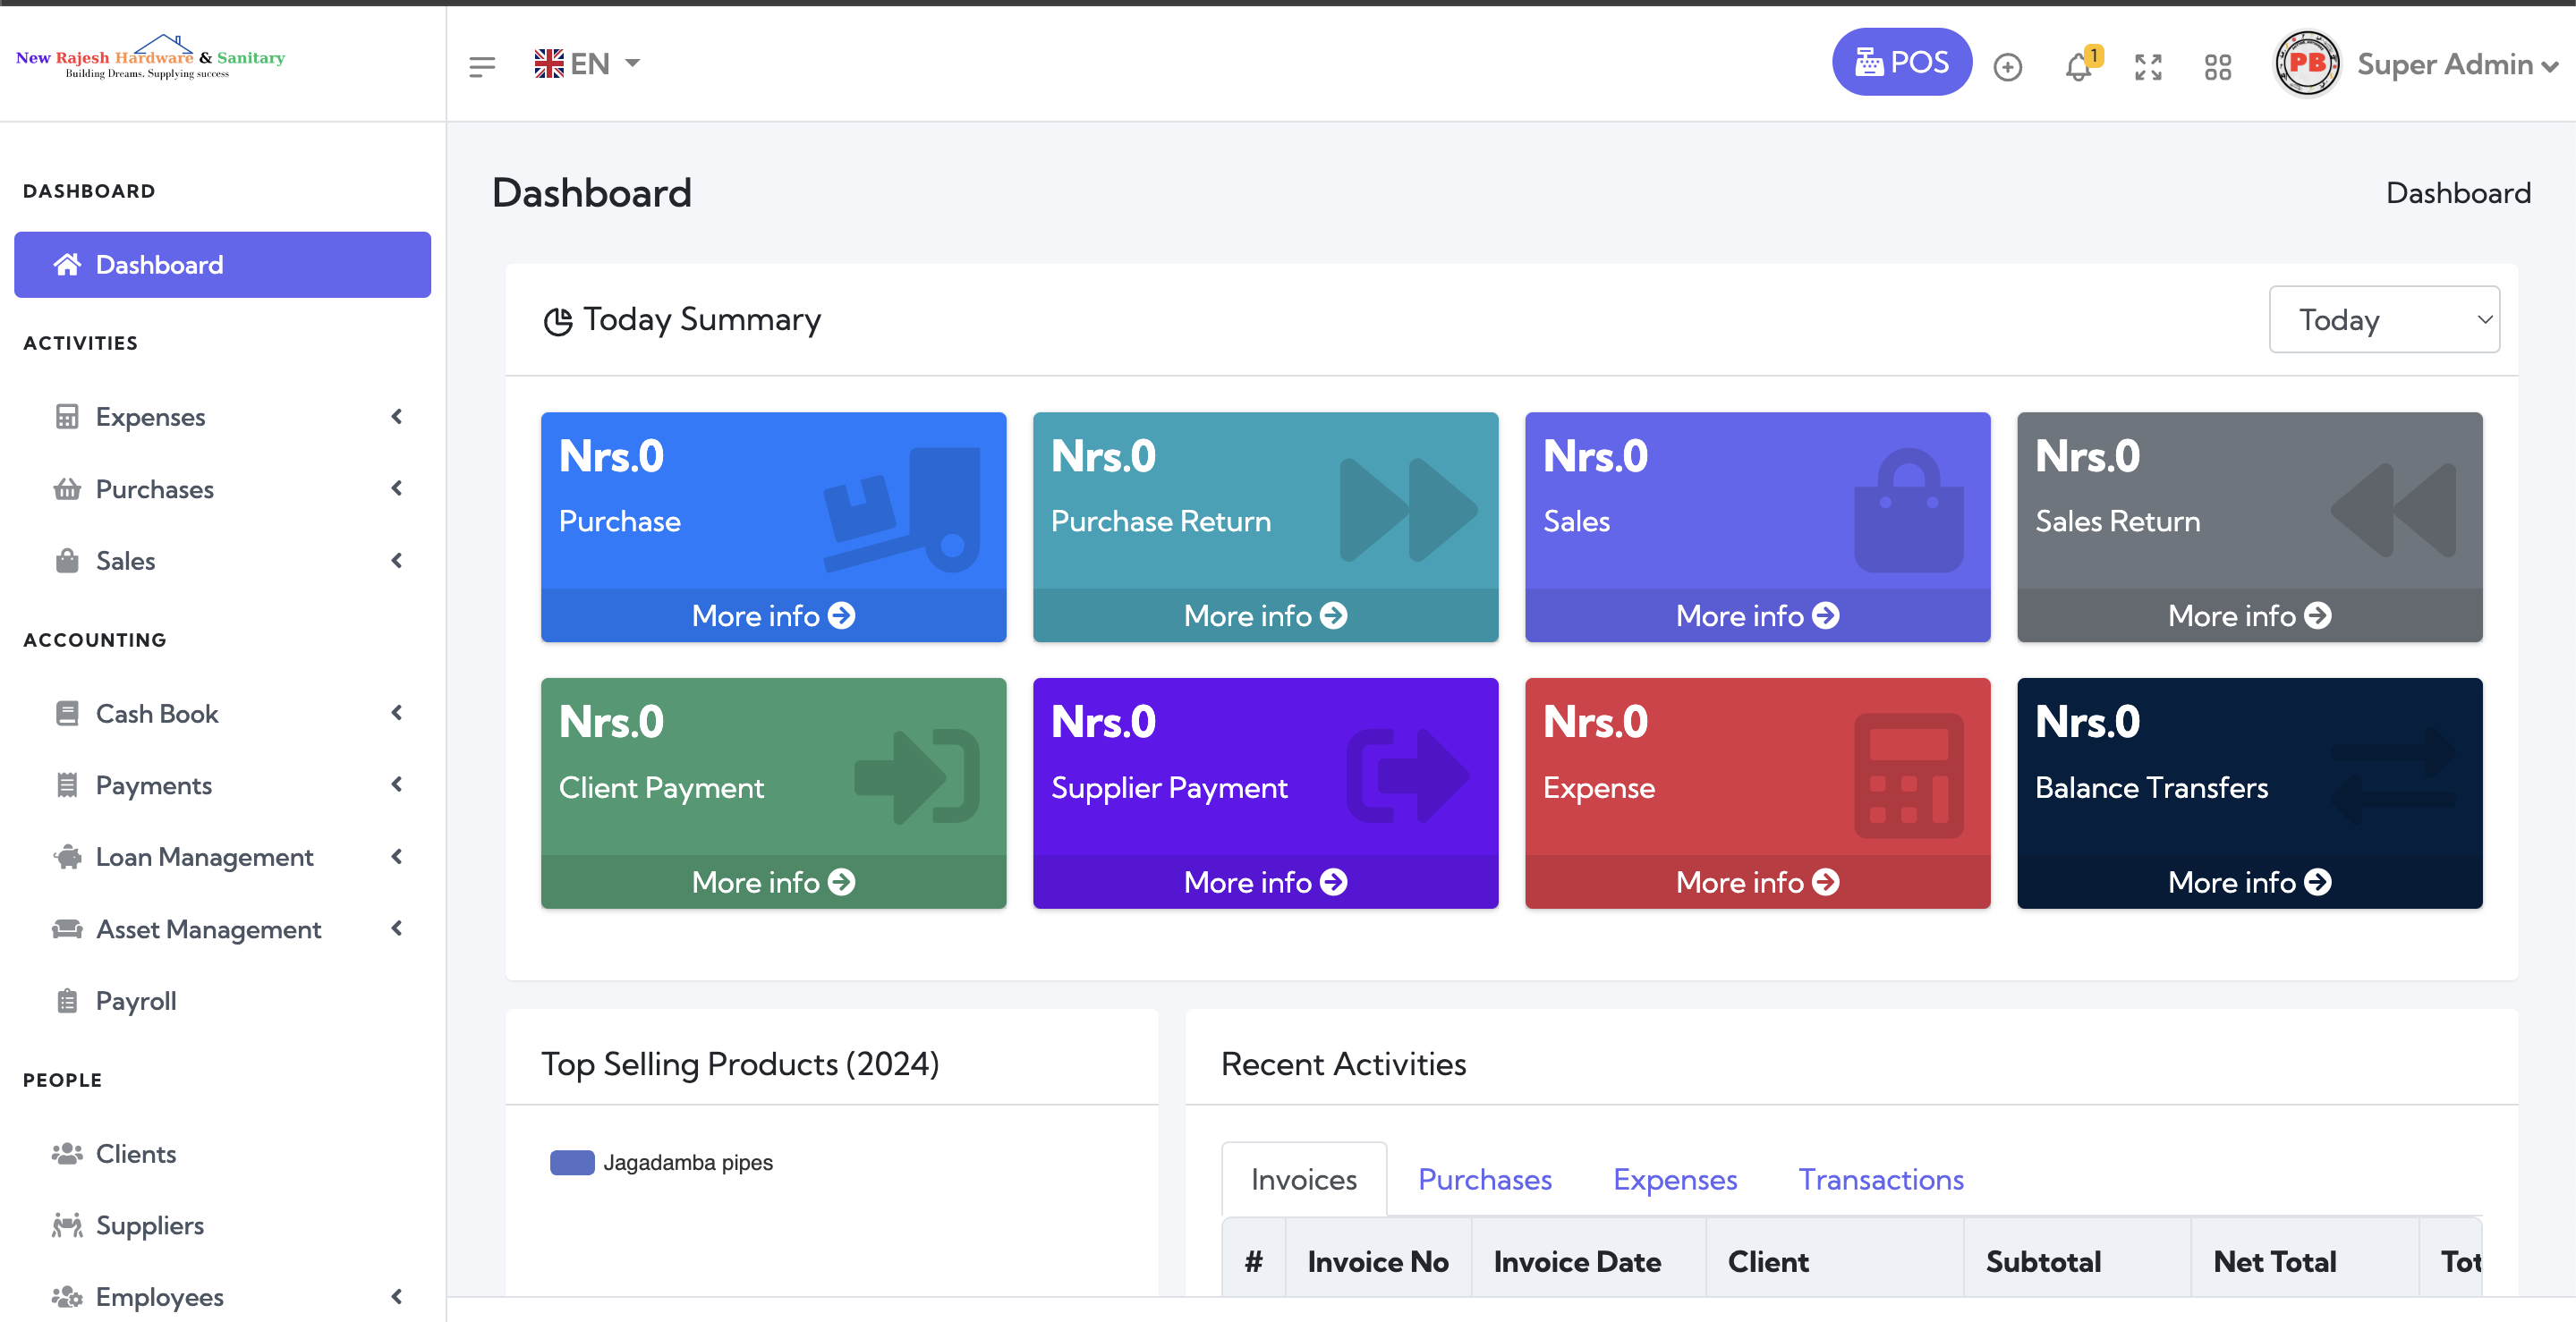 New Rajesh Hardware & Sanitary
Building Dreams. Supplying success
EN
POS
1
PB
Super Admin
DASHBOARD
Dashboard
ACTIVITIES
Expenses
Purchases
Sales
ACCOUNTING
Cash Book
Payments
Loan Management
Asset Management
Payroll
PEOPLE
Clients
Suppliers
Employees
Dashboard
Dashboard
Today Summary
Today
Nrs.0
Purchase
More info
Nrs.0
Purchase Return
More info
Nrs.0
Sales
More info
Nrs.0
Sales Return
More info
Nrs.0
Client Payment
More info
Nrs.0
Supplier Payment
More info
Nrs.0
Expense
More info
Nrs.0
Balance Transfers
More info
Top Selling Products (2024)
Jagadamba pipes
Recent Activities
Invoices Purchases Expenses Transactions
# Invoice No Invoice Date Client Subtotal Net Total Tot